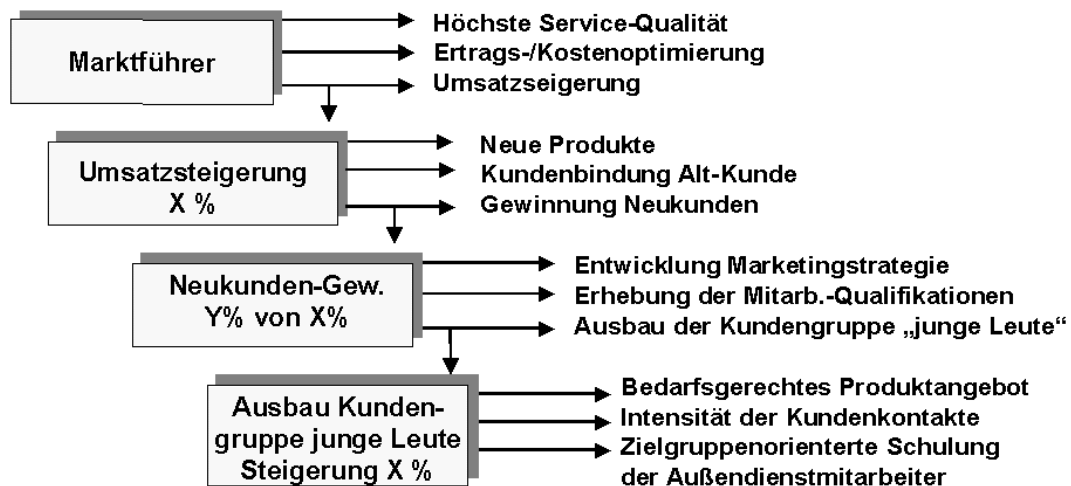 Marktführer
Höchste Service-Qualität
Ertrags-/Kostenoptimierung
Umsatzseigerung
Umsatzsteigerung
X %
Neue Produkte
Kundenbindung Alt-Kunde
Gewinnung Neukunden
Neukunden-Gew.
Y% von X%
Entwicklung Marketingstrategie
Erhebung der Mitarb.-Qualifikationen
Ausbau der Kundengruppe „junge Leute“
Ausbau Kunden-
gruppe junge Leute
Steigerung X %
Bedarfsgerechtes Produktangebot
Intensität der Kundenkontakte
Zielgruppenorienterte Schulung
der Außendienstmitarbeiter